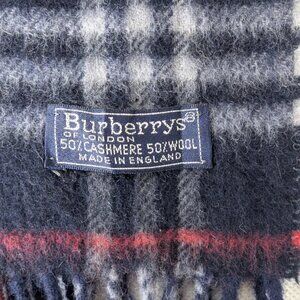 Burberrys®
OF LONDON
50% CASHMERE 50% WOOL
MADE IN ENGLAND